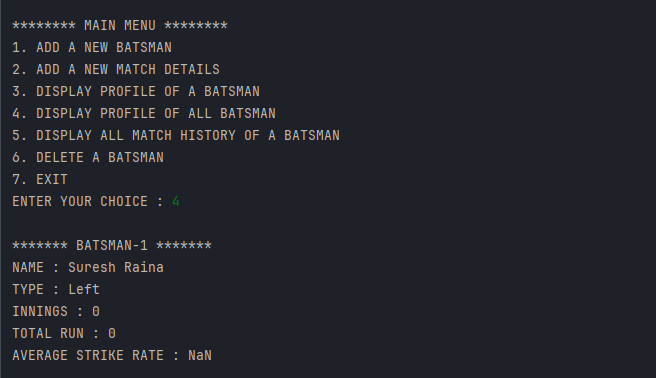 ******** MAIN MENU ********
1. ADD A NEW BATSMAN
2. ADD A NEW MATCH DETAILS
3. DISPLAY PROFILE OF A BATSMAN
4. DISPLAY PROFILE OF ALL BATSMAN
5. DISPLAY ALL MATCH HISTORY OF A BATSMAN
6. DELETE A BATSMAN
7. EXIT
ENTER YOUR CHOICE : 4
******* BATSMAN-1 *******
NAME : Suresh Raina
TYPE : Left
INNINGS : 0
TOTAL RUN : 0
AVERAGE STRIKE RATE : NaN